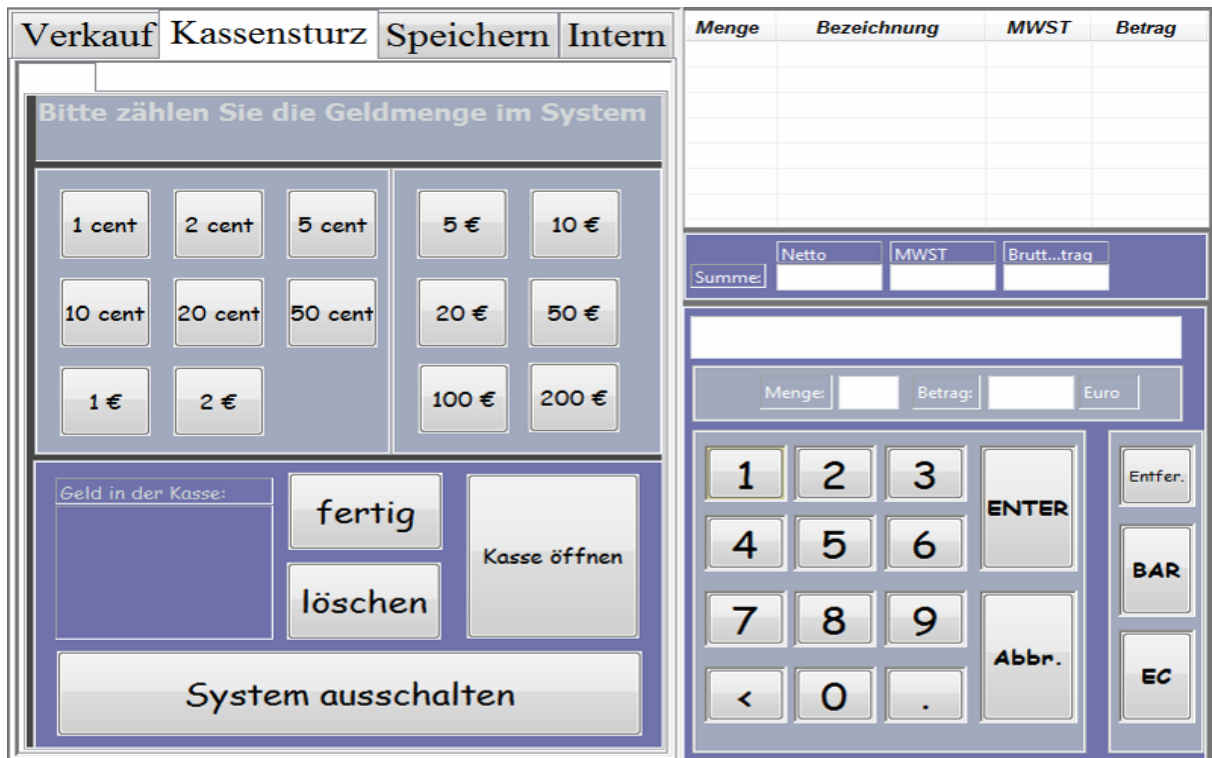 Verkauf Kassensturz Speichern Intern
Bitte zählen Sie die Geldmenge im System
1 cent 2 cent 5 cent 5 € 10 €
10 cent 20 cent 50 cent 20 € 50 €
1 € 2 € 100 € 200 €
Geld in der Kasse:
fertig
löschen
Kasse öffnen
System ausschalten
Menge Bezeichnung MWST Betrag
Netto MWST Brutt...trag
Summe:
Menge: Betrag: Euro
1 2 3 ENTER Entfer.
4 5 6 BAR
7 8 9 Abbr. EC
< 0 .